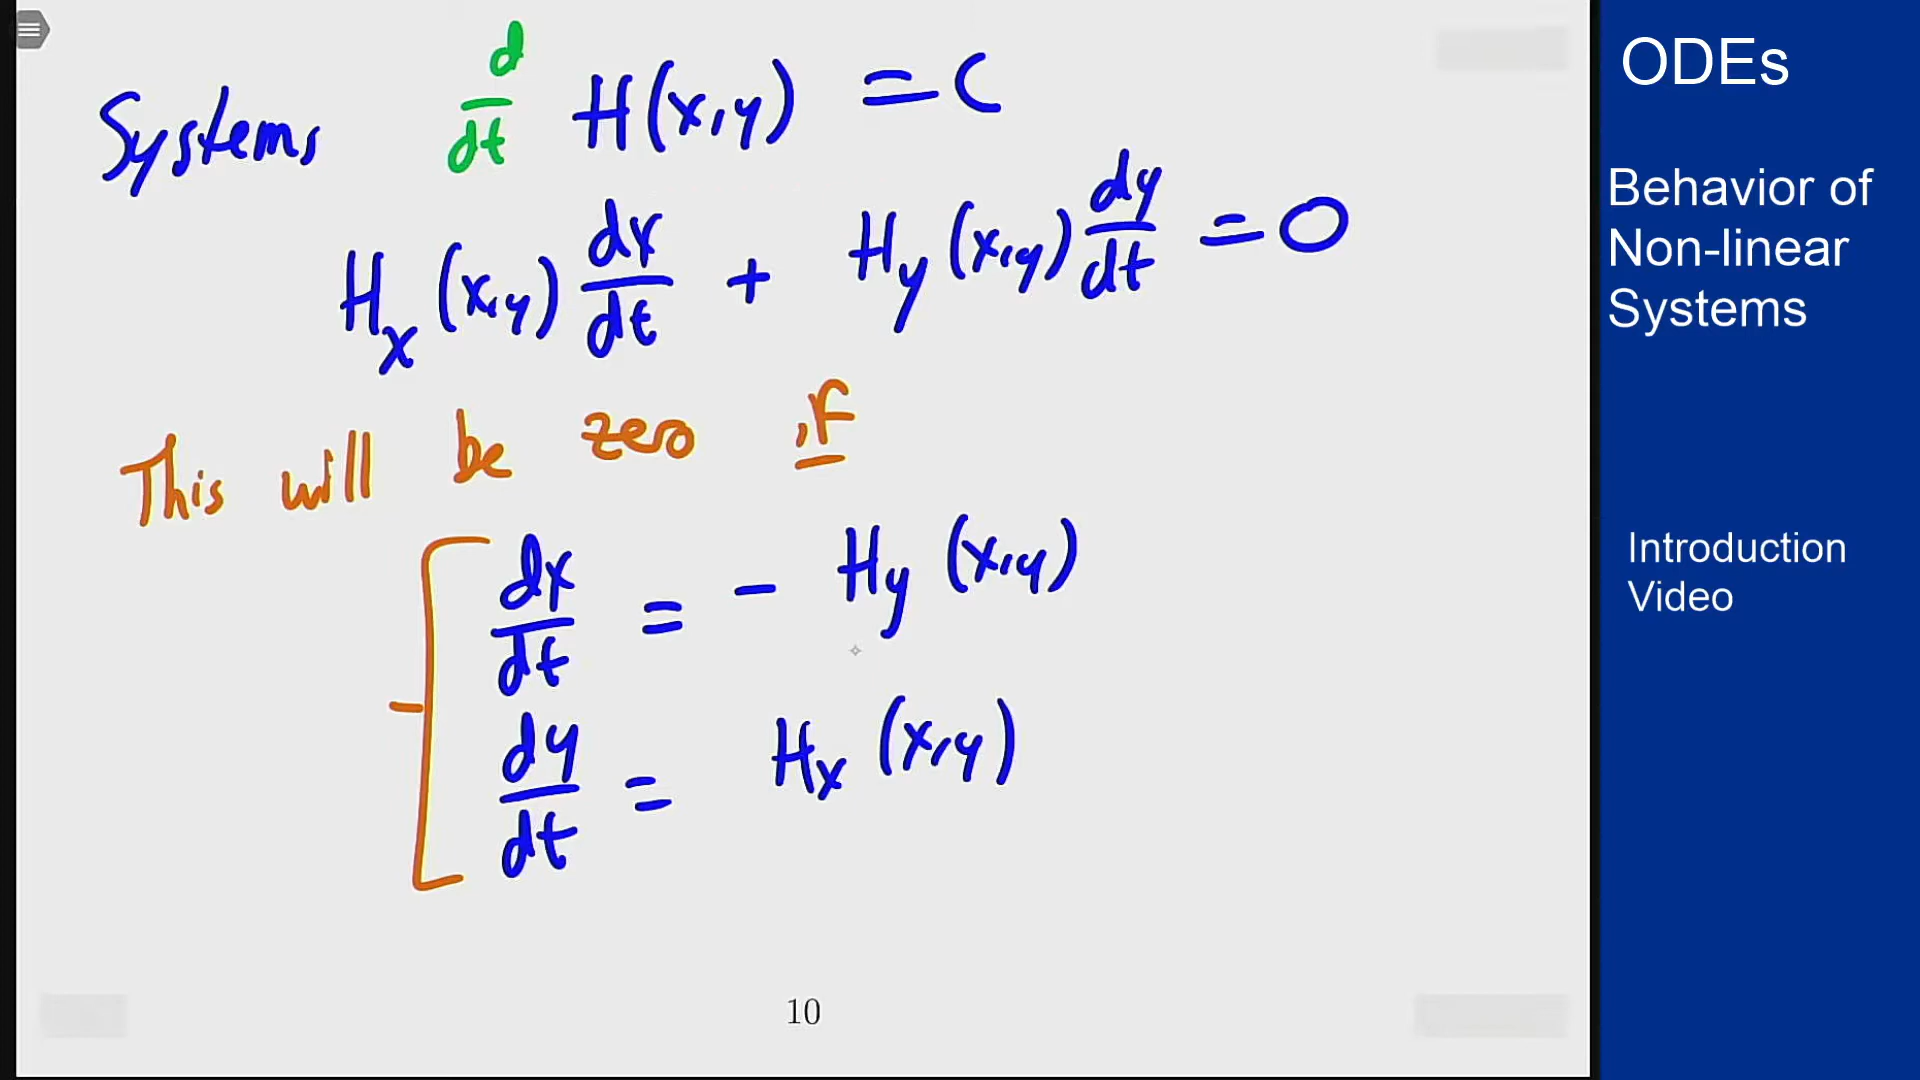 Systems d/dt H(x,y) = C
H_x (x,y) dx/dt + H_y (x,y) dy/dt = 0
This will be zero if
dx/dt = - H_y (x,y)
dy/dt = H_x (x,y)
10
ODEs
Behavior of
Non-linear
Systems
Introduction
Video